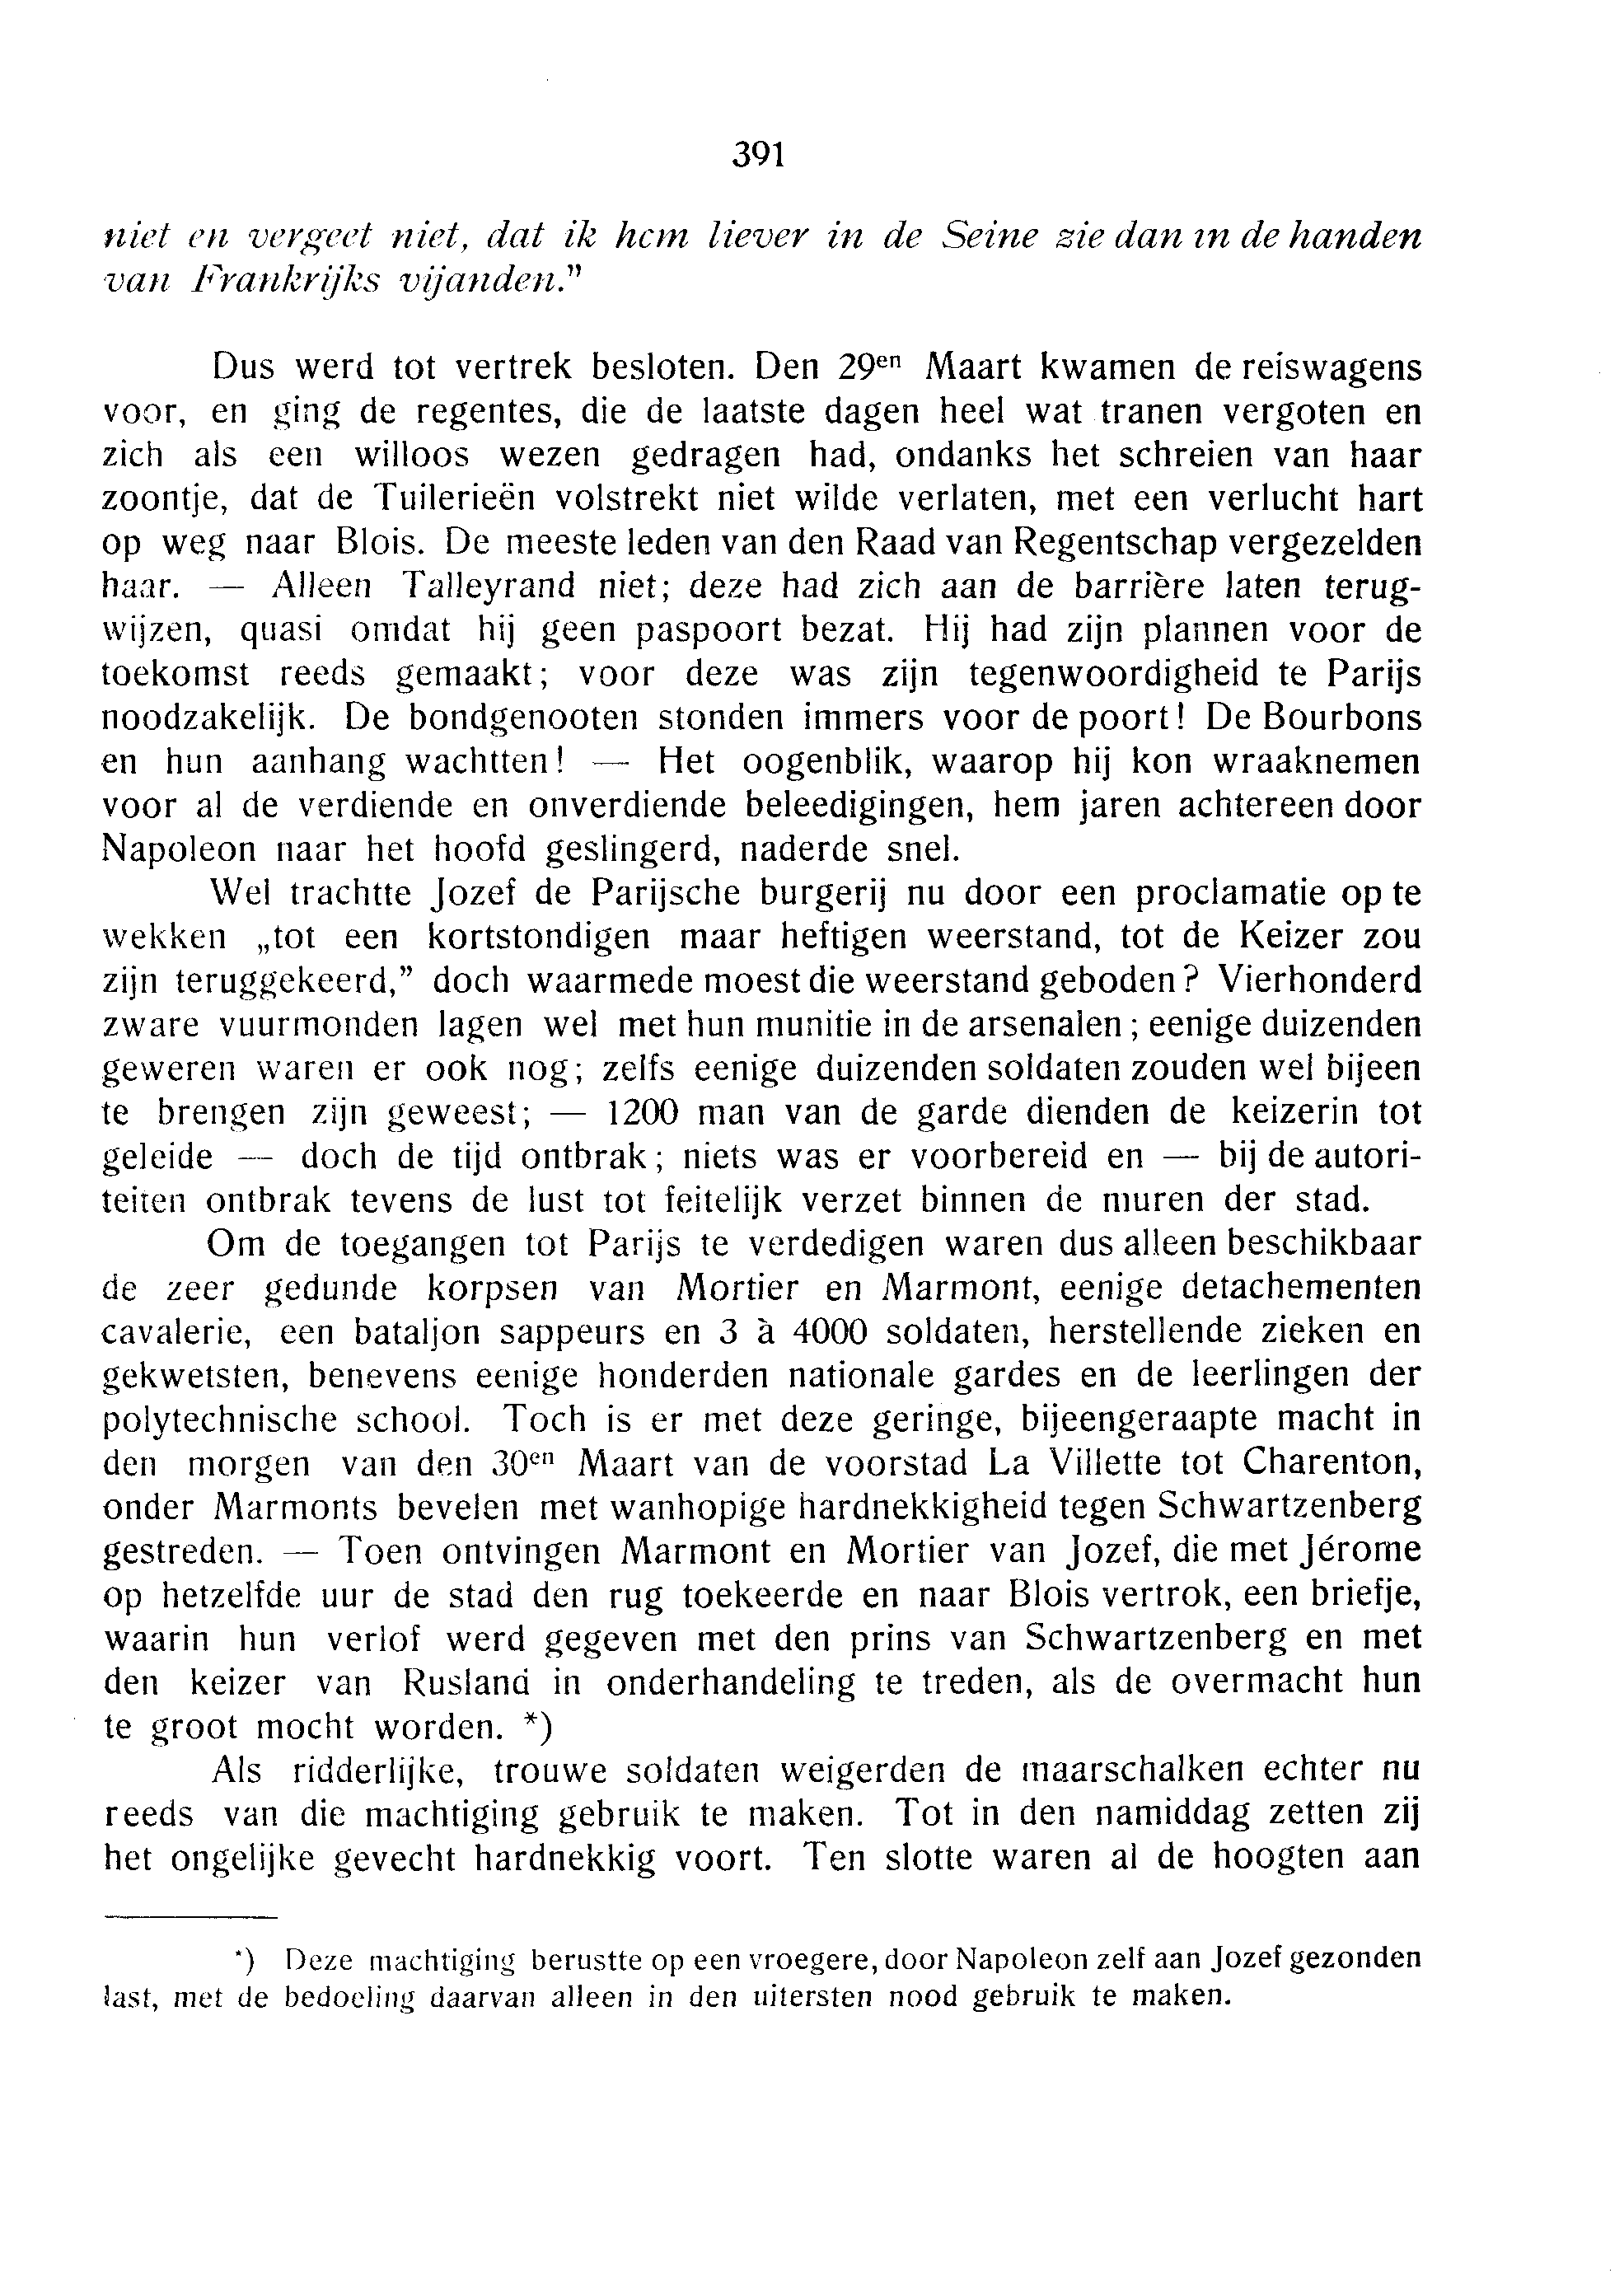 391
niet en vergeet niet, dat ik hem liever in de Seine zie dan in de handen
van Frankrijks vijanden."
Dus werd tot vertrek besloten. Den 29en Maart kwamen de reiswagens
voor, en ging de regentes, die de laatste dagen heel wat tranen vergoten en
zich als een willoos wezen gedragen had, ondanks het schreien van haar
zoontje, dat de Tuilerieën volstrekt niet wilde verlaten, met een verlucht hart
op weg naar Blois. De meeste leden van den Raad van Regentschap vergezelden
haar. — Alleen Talleyrand niet; deze had zich aan de barrière laten terug-
wijzen, quasi omdat hij geen paspoort bezat. Hij had zijn plannen voor de
toekomst reeds gemaakt; voor deze was zijn tegenwoordigheid te Parijs
noodzakelijk. De bondgenooten stonden immers voor de poort! De Bourbons
en hun aanhang wachtten! — Het oogenblik, waarop hij kon wraaknemen
voor al de verdiende en onverdiende beleedigingen, hem jaren achtereen door
Napoleon naar het hoofd geslingerd, naderde snel.
Wel trachtte Jozef de Parijsche burgerij nu door een proclamatie op te
wekken „tot een kortstondigen maar heftigen weerstand, tot de Keizer zou
zijn teruggekeerd,” doch waarmede moest die weerstand geboden? Vierhonderd
zware vuurmonden lagen wel met hun munitie in de arsenalen; eenige duizenden
geweren waren er ook nog; zelfs eenige duizenden soldaten zouden wel bijeen
te brengen zijn geweest; — 1200 man van de garde dienden de keizerin tot
geleide — doch de tijd ontbrak; niets was er voorbereid en — bij de autori-
teiten ontbrak tevens de lust tot feitelijk verzet binnen de muren der stad.
Om de toegangen tot Parijs te verdedigen waren dus alleen beschikbaar
de zeer gedunde korpsen van Mortier en Marmont, eenige detachementen
cavalerie, een bataljon sappeurs en 3 à 4000 soldaten, herstellende zieken en
gekwetsten, benevens eenige honderden nationale gardes en de leerlingen der
polytechnische school. Toch is er met deze geringe, bijeengeraapte macht in
den morgen van den 30en Maart van de voorstad La Villette tot Charenton,
onder Marmonts bevelen met wanhopige hardnekkigheid tegen Schwartzenberg
gestreden. — Toen ontvingen Marmont en Mortier van Jozef, die met Jérome
op hetzelfde uur de stad den rug toekeerde en naar Blois vertrok, een briefje,
waarin hun verlof werd gegeven met den prins van Schwartzenberg en met
den keizer van Rusland in onderhandeling te treden, als de overmacht hun
te groot mocht worden. *)
Als ridderlijke, trouwe soldaten weigerden de maarschalken echter nu
reeds van die machtiging gebruik te maken. Tot in den namiddag zetten zij
het ongelijke gevecht hardnekkig voort. Ten slotte waren al de hoogten aan
*) Deze machtiging berustte op een vroegere, door Napoleon zelf aan Jozef gezonden
last, met de bedoeling daarvan alleen in den uitersten nood gebruik te maken.